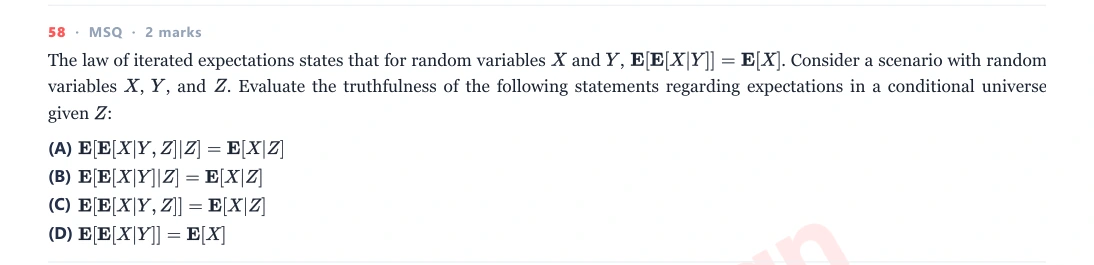 58 · MSQ · 2 marks
The law of iterated expectations states that for random variables X and Y, E[E[X|Y]] = E[X]. Consider a scenario with random
variables X, Y, and Z. Evaluate the truthfulness of the following statements regarding expectations in a conditional universe
given Z:
(A) E[E[X|Y, Z]|Z] = E[X|Z]
(B) E[E[X|Y]|Z] = E[X|Z]
(C) E[E[X|Y, Z]] = E[X|Z]
(D) E[E[X|Y]] = E[X]